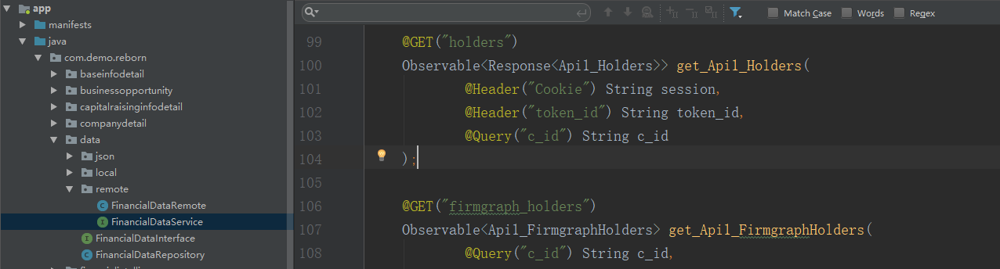 app
manifests
java
com.demo.reborn
baseinfodetail
businessopportunity
capitalraisinginfodetail
companydetail
data
json
local
remote
FinancialDataRemote
FinancialDataService
FinancialDataInterface
FinancialDataRepository
Match Case
Words
Regex
99 @GET("holders")
100 Observable<Response<Apil_Holders>> get_Apil_Holders(
101 @Header("Cookie") String session,
102 @Header("token_id") String token_id,
103 @Query("c_id") String c_id
104 );
105
106 @GET("firmgraph_holders")
107 Observable<Apil_FirmgraphHolders> get_Apil_FirmgraphHolders(
108 @Query("c_id") String c_id,